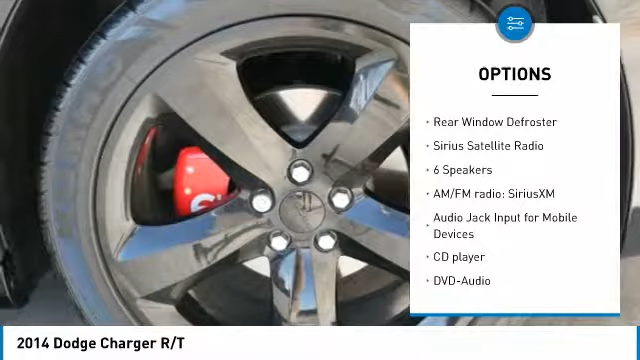 OPTIONS
Rear Window Defroster
Sirius Satellite Radio
6 Speakers
AM/FM radio: SiriusXM
Audio Jack Input for Mobile
Devices
CD player
DVD-Audio
2014 Dodge Charger R/T